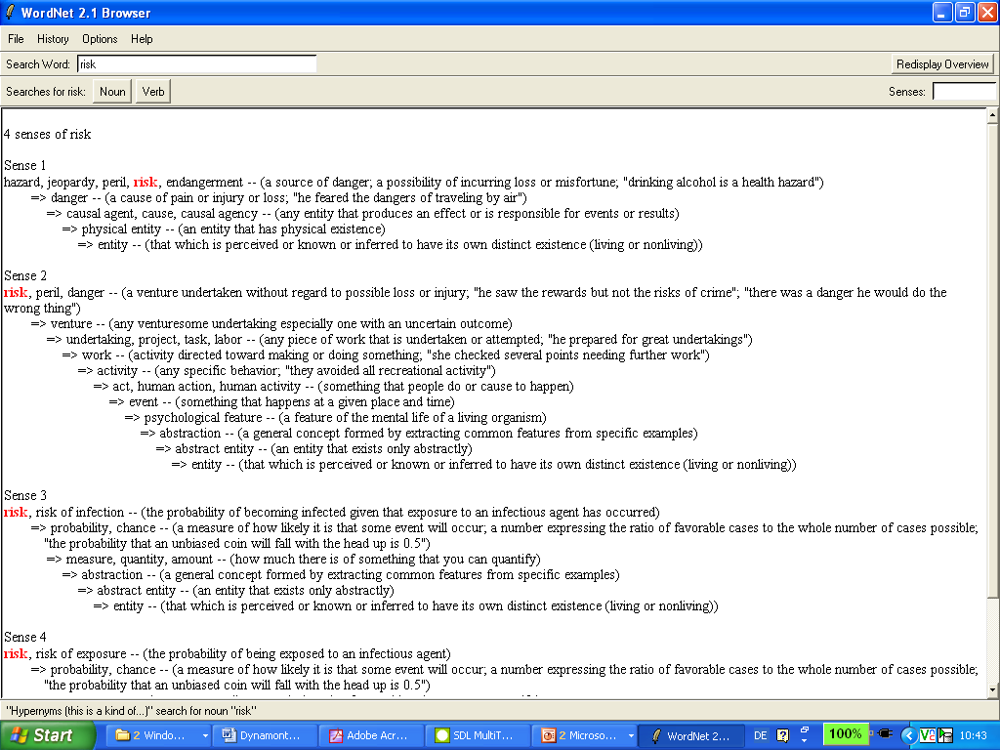 WordNet 2.1 Browser
File History Options Help
Search Word: risk Redisplay Overview
Searches for risk: Noun Verb Senses:
4 senses of risk
Sense 1
hazard, jeopardy, peril, risk, endangerment -- (a source of danger; a possibility of incurring loss or misfortune; "drinking alcohol is a health hazard")
=> danger -- (a cause of pain or injury or loss; "he feared the dangers of traveling by air")
=> causal agent, cause, causal agency -- (any entity that produces an effect or is responsible for events or results)
=> physical entity -- (an entity that has physical existence)
=> entity -- (that which is perceived or known or inferred to have its own distinct existence (living or nonliving))
Sense 2
risk, peril, danger -- (a venture undertaken without regard to possible loss or injury; "he saw the rewards but not the risks of crime"; "there was a danger he would do the
wrong thing")
=> venture -- (any venturesome undertaking especially one with an uncertain outcome)
=> undertaking, project, task, labor -- (any piece of work that is undertaken or attempted; "he prepared for great undertakings")
=> work -- (activity directed toward making or doing something; "she checked several points needing further work")
=> activity -- (any specific behavior; "they avoided all recreational activity")
=> act, human action, human activity -- (something that people do or cause to happen)
=> event -- (something that happens at a given place and time)
=> psychological feature -- (a feature of the mental life of a living organism)
=> abstraction -- (a general concept formed by extracting common features from specific examples)
=> abstract entity -- (an entity that exists only abstractly)
=> entity -- (that which is perceived or known or inferred to have its own distinct existence (living or nonliving))
Sense 3
risk, risk of infection -- (the probability of becoming infected given that exposure to an infectious agent has occurred)
=> probability, chance -- (a measure of how likely it is that some event will occur; a number expressing the ratio of favorable cases to the whole number of cases possible;
"the probability that an unbiased coin will fall with the head up is 0.5")
=> measure, quantity, amount -- (how much there is of something that you can quantify)
=> abstraction -- (a general concept formed by extracting common features from specific examples)
=> abstract entity -- (an entity that exists only abstractly)
=> entity -- (that which is perceived or known or inferred to have its own distinct existence (living or nonliving))
Sense 4
risk, risk of exposure -- (the probability of being exposed to an infectious agent)
=> probability, chance -- (a measure of how likely it is that some event will occur; a number expressing the ratio of favorable cases to the whole number of cases possible;
"the probability that an unbiased coin will fall with the head up is 0.5")
"Hypernyms (this is a kind of...)" search for noun "risk"
Start 2 Windo... Dynamont... Adobe Acr... SDL MultiT... 2 Microso... WordNet 2... DE 100% 10:43